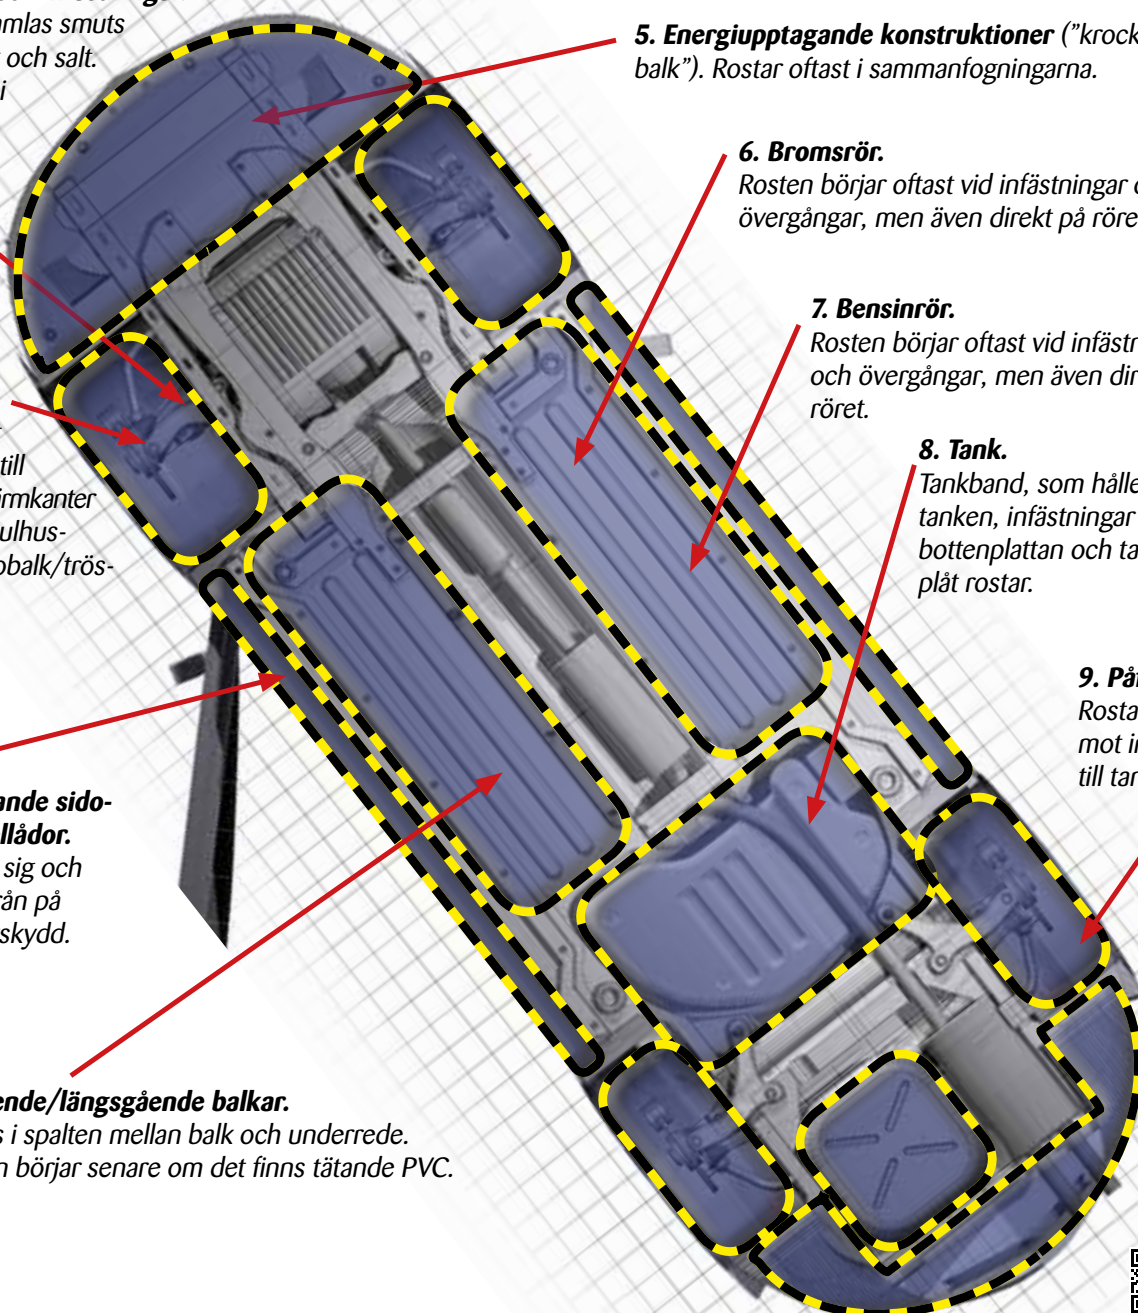 amlas smuts
och salt.
i
till
irmkanter
ulhus-
obalk/trös-
ande sido-
llådor.
sig och
rån på
skydd.
ende/längsgående balkar.
s i spalten mellan balk och underrede.
n börjar senare om det finns tätande PVC.
5. Energiupptagande konstruktioner ("krock
balk"). Rostar oftast i sammanfogningarna.
6. Bromsrör.
Rosten börjar oftast vid infästningar o
övergångar, men även direkt på röre
7. Bensinrör.
Rosten börjar oftast vid infästn
och övergångar, men även dir
röret.
8. Tank.
Tankband, som hålle
tanken, infästningar
bottenplattan och ta
plåt rostar.
9. Påf
Rosta
mot in
till tan